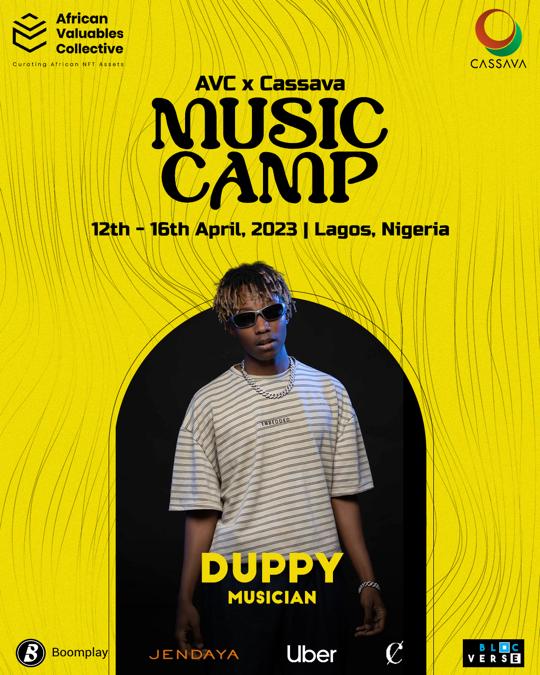 African
Valuables
Collective
Curating African NFT Assets
CASSAVA
AVC x Cassava
MUSIC
CAMP
12th - 16th April, 2023 | Lagos, Nigeria
DUPPY
MUSICIAN
Boomplay
JENDAYA
Uber
BLOC
VERSE